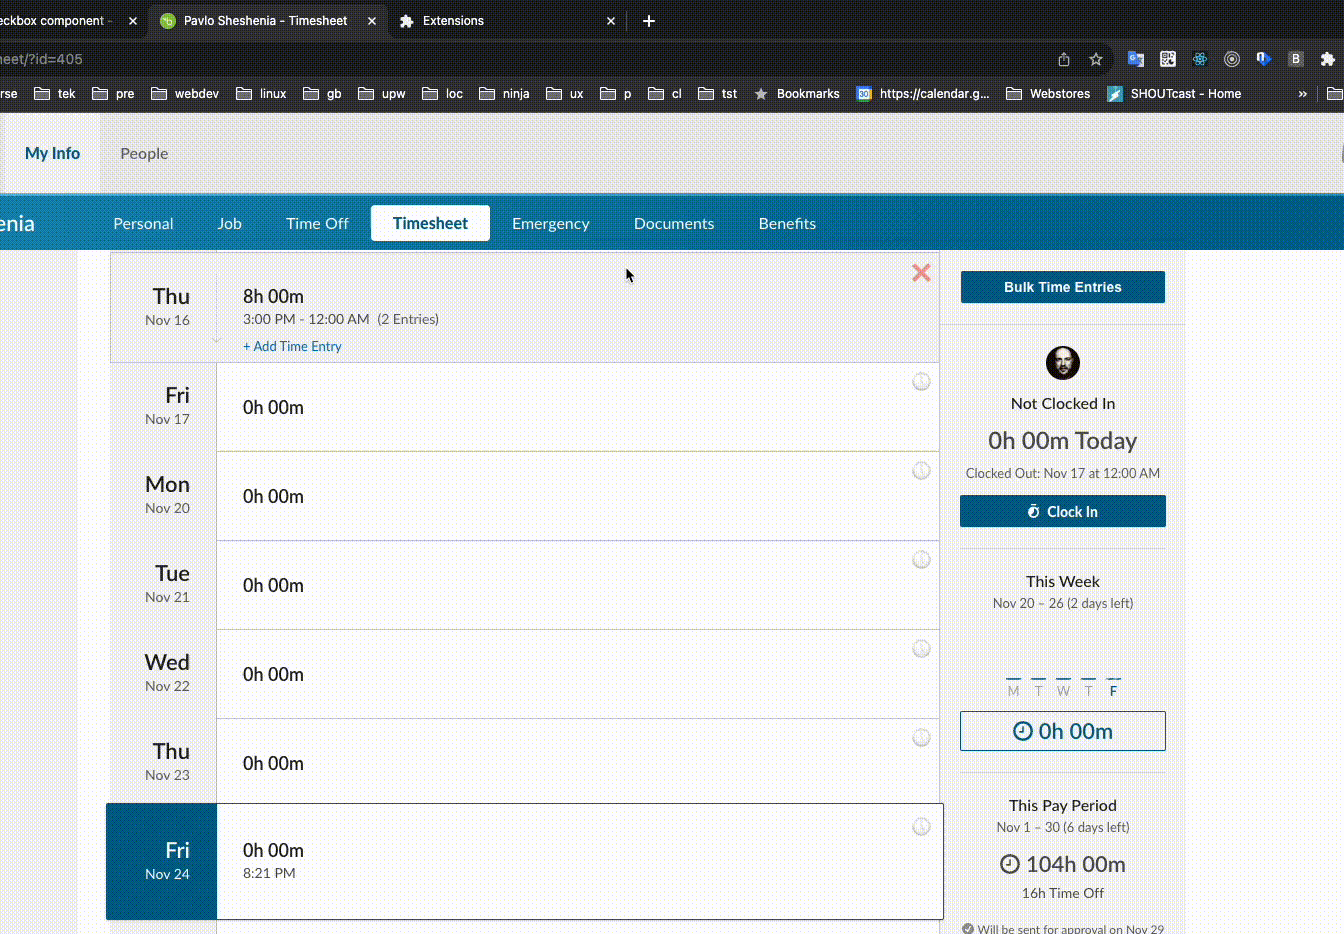 eckbox component -
Pavlo Sheshenia - Timesheet
Extensions
neet/?id=405
rse
tek
pre
webdev
linux
gb
upw
loc
ninja
ux
p
cl
tst
Bookmarks
30
https://calendar.g...
Webstores
SHOUTcast - Home
»
B
My Info
People
enia
Personal
Job
Time Off
Timesheet
Emergency
Documents
Benefits
Thu
Nov 16
8h 00m
3:00 PM - 12:00 AM (2 Entries)
+ Add Time Entry
Fri
Nov 17
0h 00m
Mon
Nov 20
0h 00m
Tue
Nov 21
0h 00m
Wed
Nov 22
0h 00m
Thu
Nov 23
0h 00m
Fri
Nov 24
0h 00m
8:21 PM
Bulk Time Entries
Not Clocked In
0h 00m Today
Clocked Out: Nov 17 at 12:00 AM
Clock In
This Week
Nov 20 – 26 (2 days left)
M T W T F
0h 00m
This Pay Period
Nov 1 – 30 (6 days left)
104h 00m
16h Time Off
Will be sent for approval on Nov 29